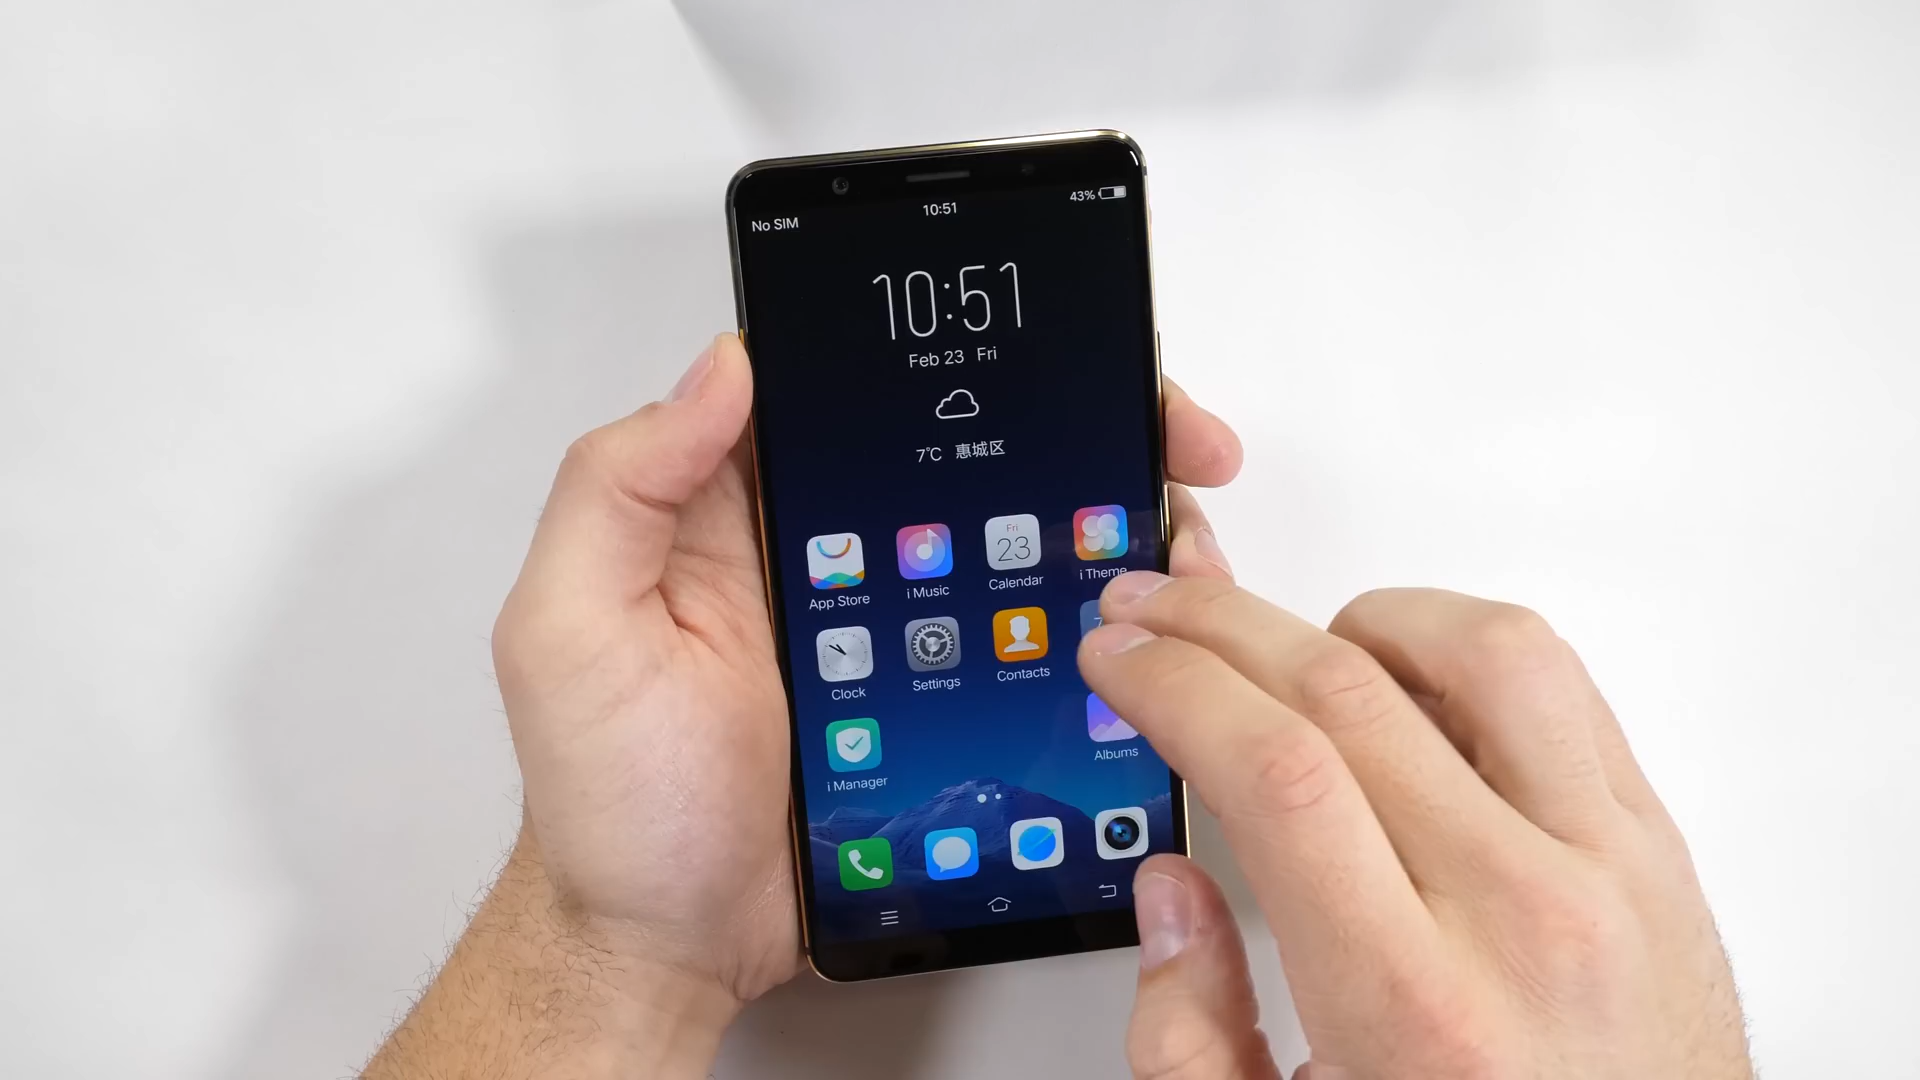 No SIM
10:51
43%
10:51
Feb 23 Fri
7℃ 惠城区
Fri
23
App Store
i Music
Calendar
i Theme
Clock
Settings
Contacts
i Manager
Albums